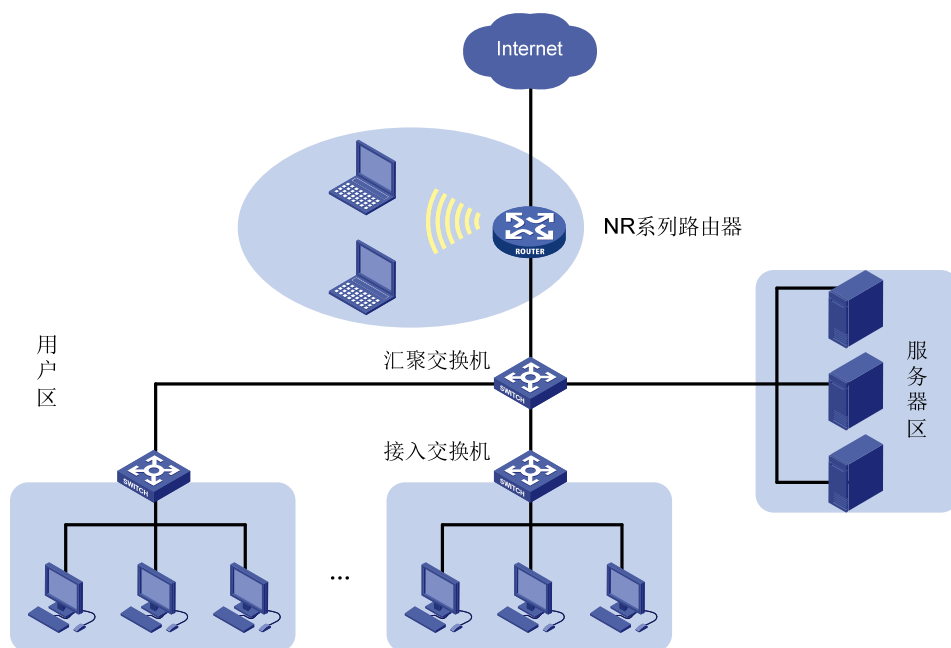 Internet
ROUTER
NR系列路由器
用户区
汇聚交换机
SWITCH
服务器区
接入交换机
SWITCH
SWITCH
...